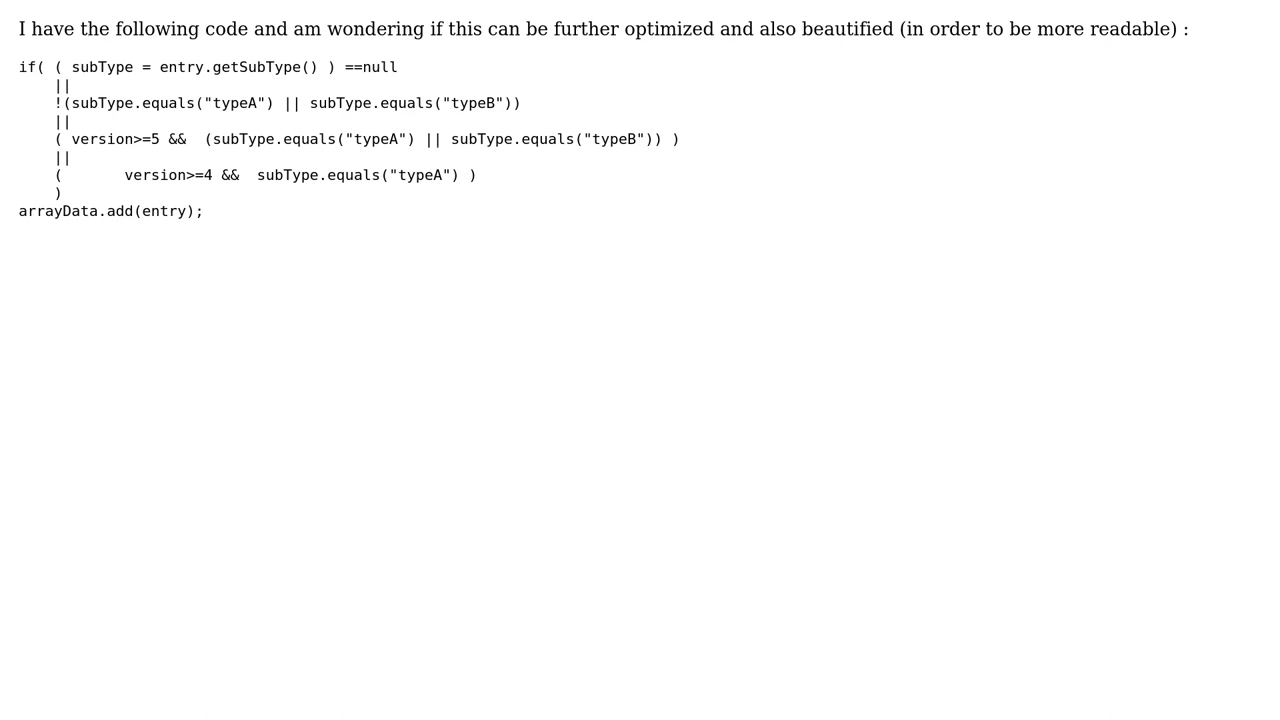 I have the following code and am wondering if this can be further optimized and also beautified (in order to be more readable) :
if( ( subType = entry.getSubType() ) ==null
    ||
    !(subType.equals("typeA") || subType.equals("typeB"))
    ||
    ( version>=5 &&  (subType.equals("typeA") || subType.equals("typeB")) )
    ||
    (       version>=4 &&  subType.equals("typeA") )
    )
arrayData.add(entry);